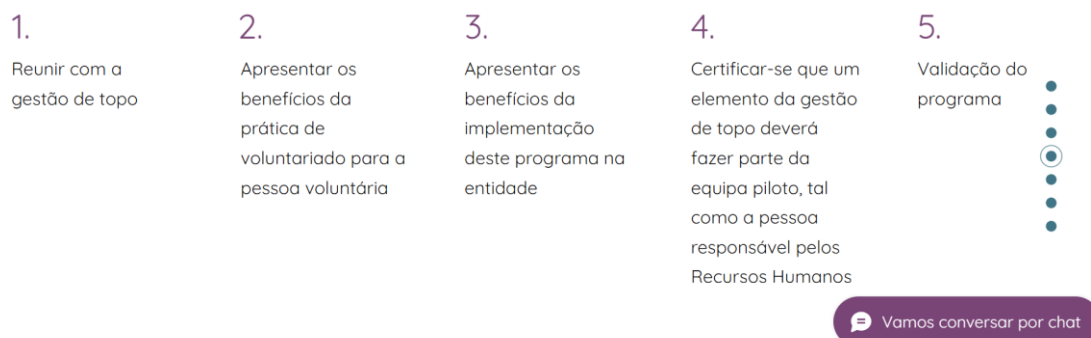 1.
Reunir com a
gestão de topo
2.
Apresentar os
benefícios da
prática de
voluntariado para a
pessoa voluntária
3.
Apresentar os
benefícios da
implementação
deste programa na
entidade
4.
Certificar-se que um
elemento da gestão
de topo deverá
fazer parte da
equipa piloto, tal
como a pessoa
responsável pelos
Recursos Humanos
5.
Validação do
programa
Vamos conversar por chat